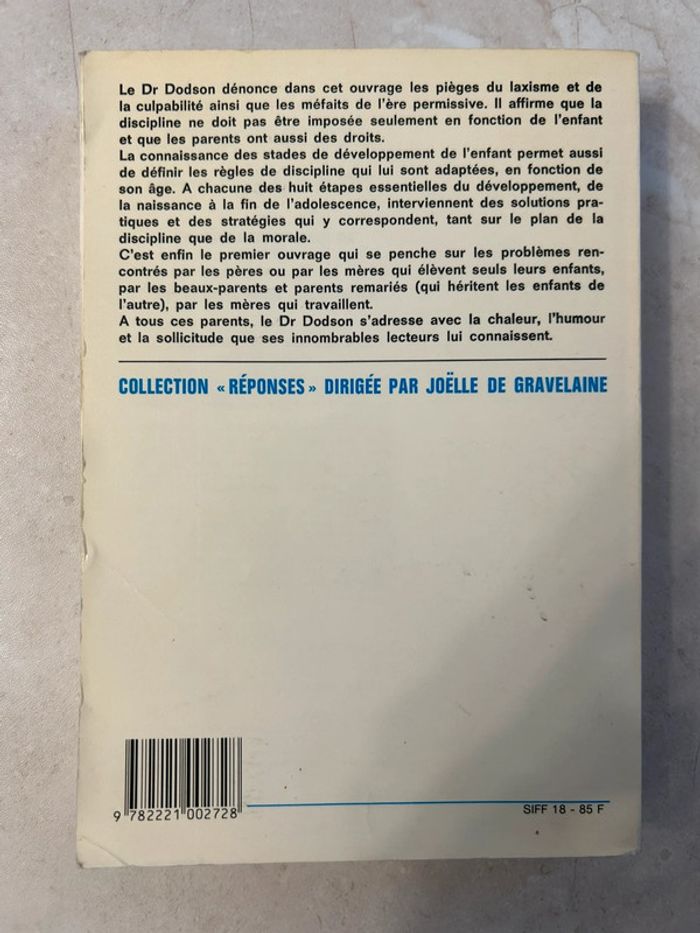 Le Dr Dodson dénonce dans cet ouvrage les pièges du laxisme et de
la culpabilité ainsi que les méfaits de l'ère permissive. Il affirme que la
discipline ne doit pas être imposée seulement en fonction de l'enfant
et que les parents ont aussi des droits.
La connaissance des stades de développement de l'enfant permet aussi
de définir les règles de discipline qui lui sont adaptées, en fonction de
son âge. A chacune des huit étapes essentielles du développement, de
la naissance à la fin de l'adolescence, interviennent des solutions pra-
tiques et des stratégies qui y correspondent, tant sur le plan de la
discipline que de la morale.
C'est enfin le premier ouvrage qui se penche sur les problèmes ren-
contrés par les pères ou par les mères qui élèvent seuls leurs enfants,
par les beaux-parents et parents remariés (qui héritent les enfants de
l'autre), par les mères qui travaillent.
A tous ces parents, le Dr Dodson s'adresse avec la chaleur, l'humour
et la sollicitude que ses innombrables lecteurs lui connaissent.
COLLECTION « RÉPONSES » DIRIGÉE PAR JOËLLE DE GRAVELAINE
9 782221 002728
SIFF 18 - 85 F